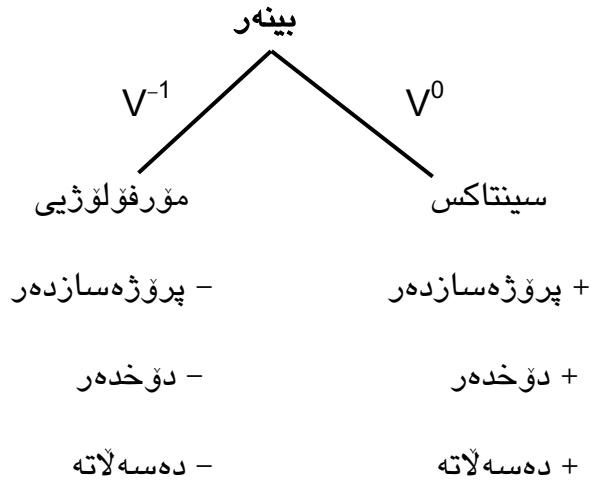 بینەر
V⁰ V⁻¹
سینتاکس مۆرفۆلۆژیی
+ پرۆژەسازدەر – پرۆژەسازدەر
+ دۆخدەر – دۆخدەر
+ دەسەڵاتە – دەسەڵاتە